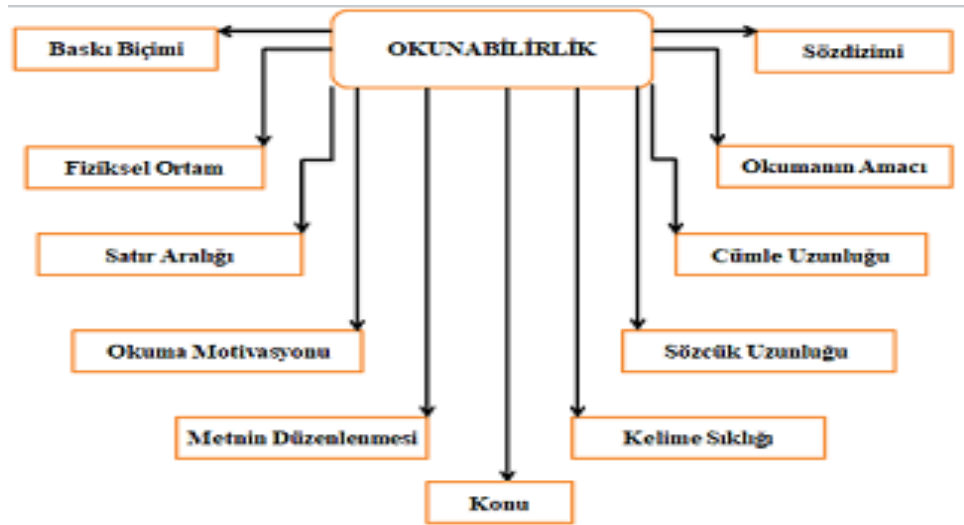 OKUNABİLİRLİK
Baskı Biçimi
Sözdizimi
Fiziksel Ortam
Okumanın Amacı
Satır Aralığı
Cümle Uzunluğu
Okuma Motivasyonu
Sözcük Uzunluğu
Metnin Düzenlenmesi
Kelime Sıklığı
Konu